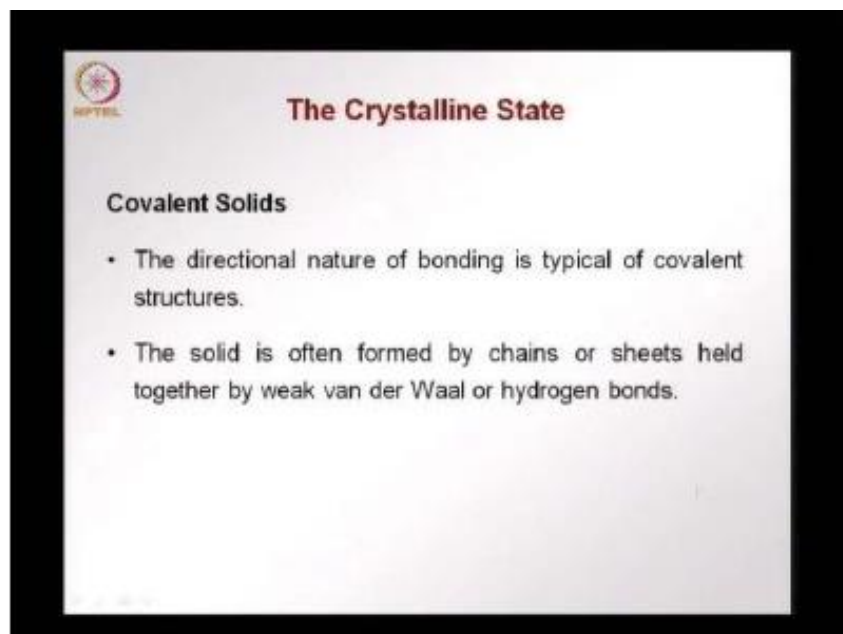 NPTEL
The Crystalline State
Covalent Solids
• The directional nature of bonding is typical of covalent
structures.
• The solid is often formed by chains or sheets held
together by weak van der Waal or hydrogen bonds.